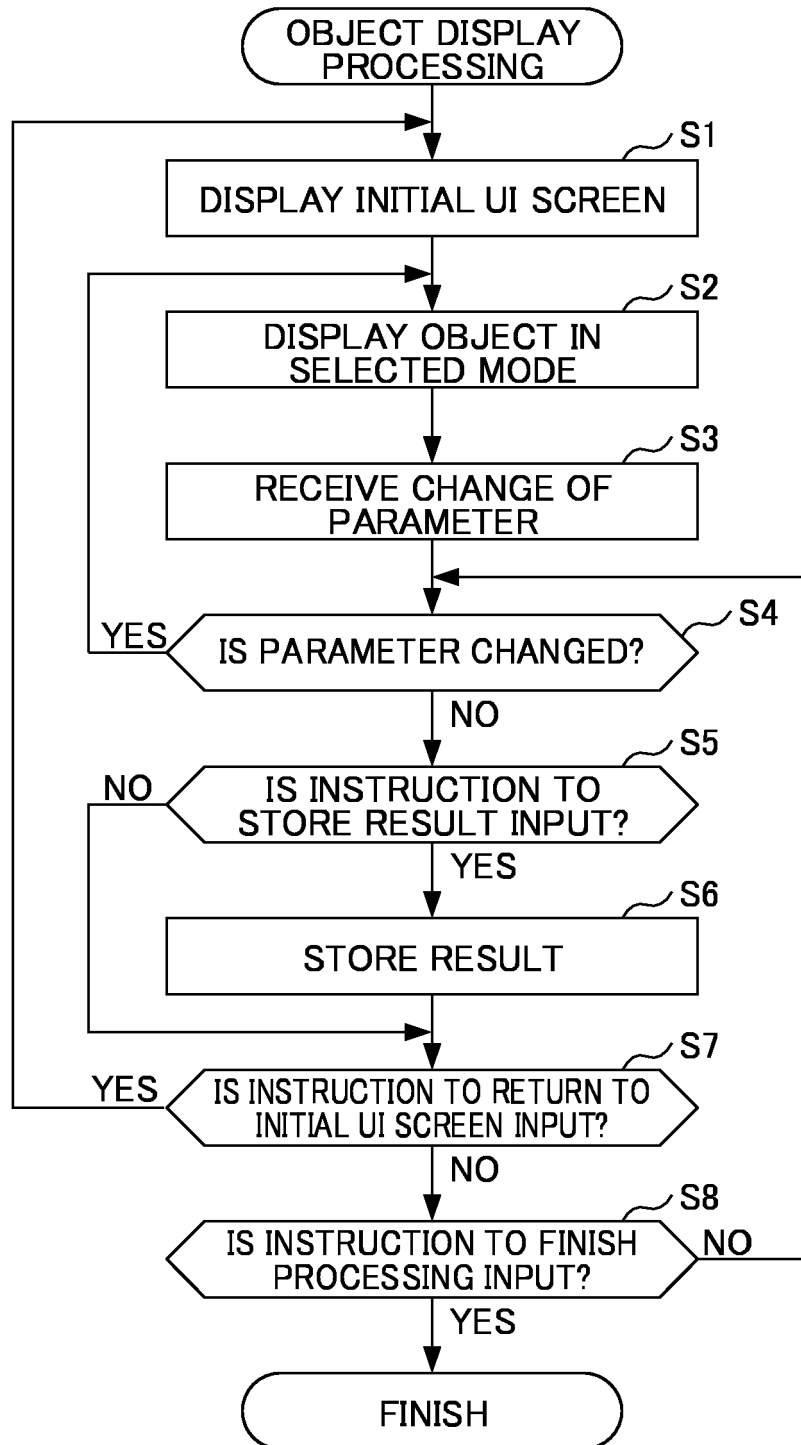 OBJECT DISPLAY
PROCESSING
S1
DISPLAY INITIAL UI SCREEN
S2
DISPLAY OBJECT IN
SELECTED MODE
S3
RECEIVE CHANGE OF
PARAMETER
S4
YES
IS PARAMETER CHANGED?
NO
S5
NO
IS INSTRUCTION TO
STORE RESULT INPUT?
YES
S6
STORE RESULT
S7
YES
IS INSTRUCTION TO RETURN TO
INITIAL UI SCREEN INPUT?
NO
S8
IS INSTRUCTION TO FINISH
PROCESSING INPUT?
NO
YES
FINISH